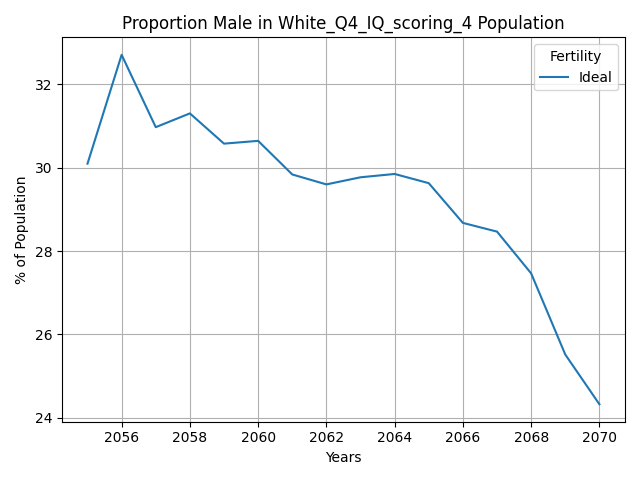 Proportion Male in White_Q4_IQ_scoring_4 Population
Fertility
Ideal
32
30
28
26
24
% of Population
2056 2058 2060 2062 2064 2066 2068 2070
Years